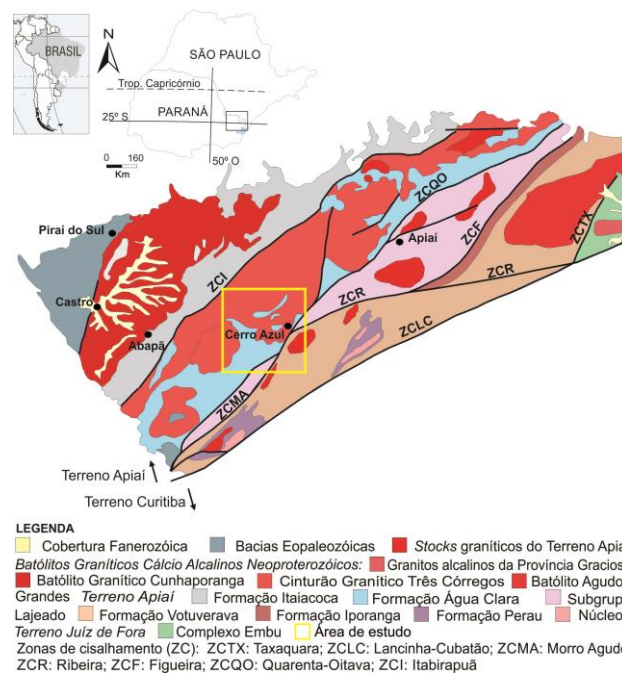 BRASIL
N
SÃO PAULO
Trop. Capricórnio
PARANÁ
25º S
0 160
Km
50º O
Pirai do Sul
ZCQO
ZCTX
Apiaí
ZCF
ZCI
ZCR
Castro
ZCR
Abapã
Cerro Azul
ZCLC
ZCMA
Terreno Apiaí
Terreno Curitiba
LEGENDA
Cobertura Fanerozóica Bacias Eopaleozóicas Stocks graníticos do Terreno Apia
Batólitos Graníticos Cálcio Alcalinos Neoproterozóicos: Granitos alcalinos da Província Gracios
Batólito Granítico Cunhaporanga Cinturão Granítico Três Córregos Batólito Agudo
Grandes Terreno Apiaí Formação Itaiacoca Formação Água Clara Subgrup
Lajeado Formação Votuverava Formação Iporanga Formação Perau Núcleo
Terreno Juíz de Fora Complexo Embu Área de estudo
Zonas de cisalhamento (ZC): ZCTX: Taxaquara; ZCLC: Lancinha-Cubatão; ZCMA: Morro Agudo
ZCR: Ribeira; ZCF: Figueira; ZCQO: Quarenta-Oitava; ZCI: Itabirapuã